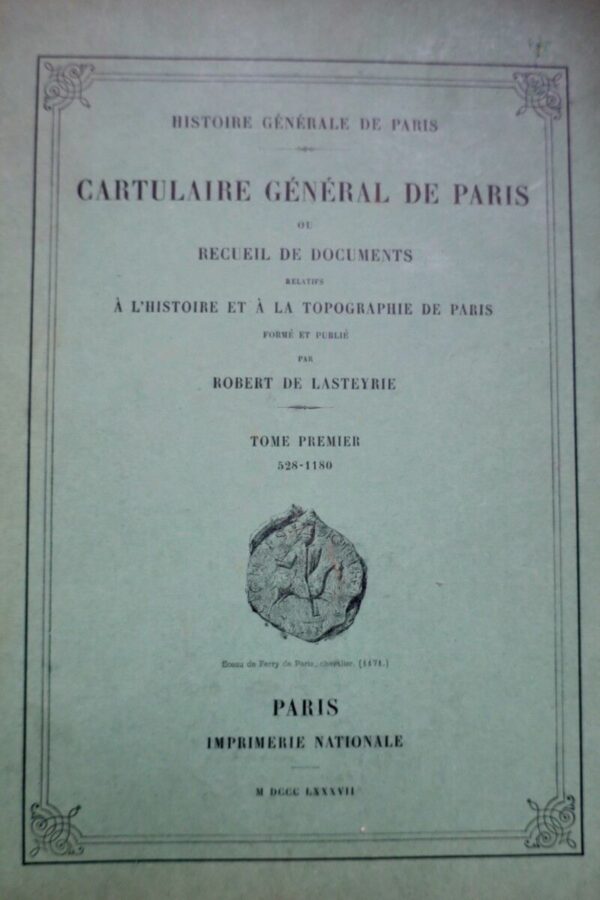 HISTOIRE GÉNÉRALE DE PARIS
CARTULAIRE GÉNÉRAL DE PARIS
OU
RECUEIL DE DOCUMENTS
RELATIFS
À L'HISTOIRE ET À LA TOPOGRAPHIE DE PARIS
FORMÉ ET PUBLIÉ
PAR
ROBERT DE LASTEYRIE
TOME PREMIER
528-1180
Sceau de Ferry de Paris, chevalier. (1171.)
PARIS
IMPRIMERIE NATIONALE
M DCCC LXXXVII